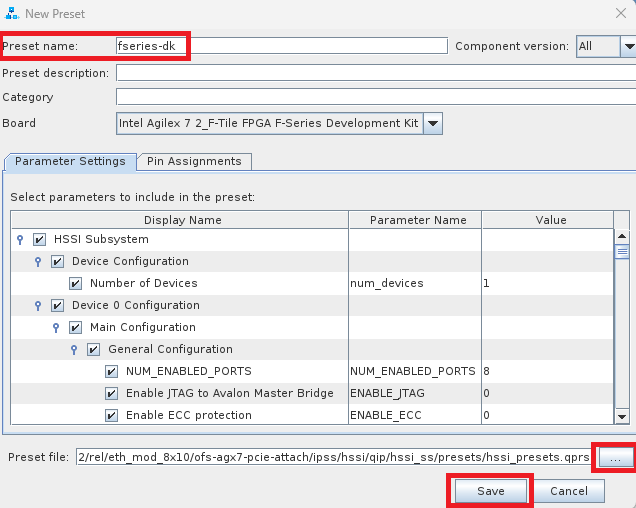 New Preset
Preset name: fseries-dk Component version: All
Preset description:
Category
Board Intel Agilex 7 2_F-Tile FPGA F-Series Development Kit
Parameter Settings Pin Assignments
Select parameters to include in the preset:
Display Name Parameter Name Value
HSSI Subsystem
Device Configuration
Number of Devices num_devices 1
Device 0 Configuration
Main Configuration
General Configuration
NUM_ENABLED_PORTS NUM_ENABLED_PORTS 8
Enable JTAG to Avalon Master Bridge ENABLE_JTAG 0
Enable ECC protection ENABLE_ECC 0
Preset file: 2/rel/eth_mod_8x10/ofs-agx7-pcie-attach/ipss/hssi/qip/hssi_ss/presets/hssi_presets.qprs ...
Save Cancel